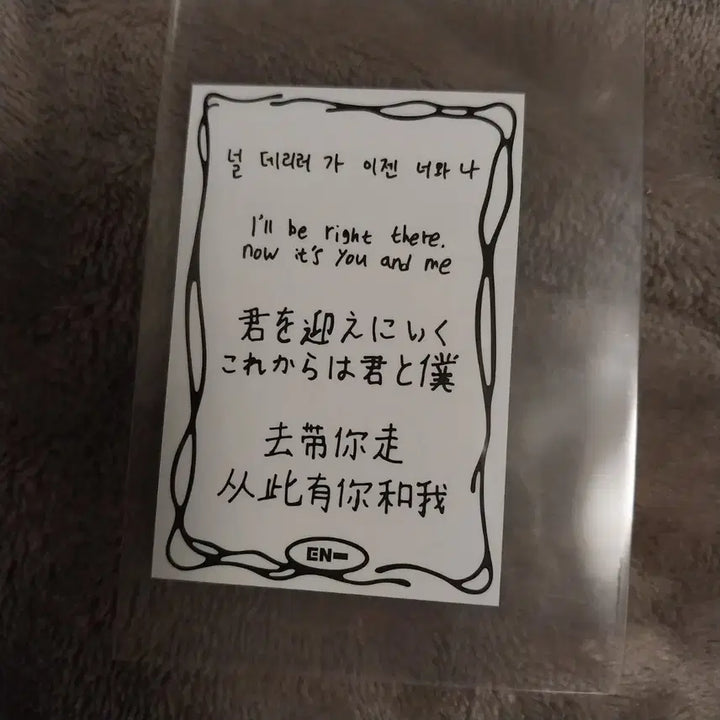 널 데리러 가 이젠 너와 나
I'll be right there.
now it's you and me
君を迎えにいく
これからは君と僕
去带你走
从此有你和我
EN-